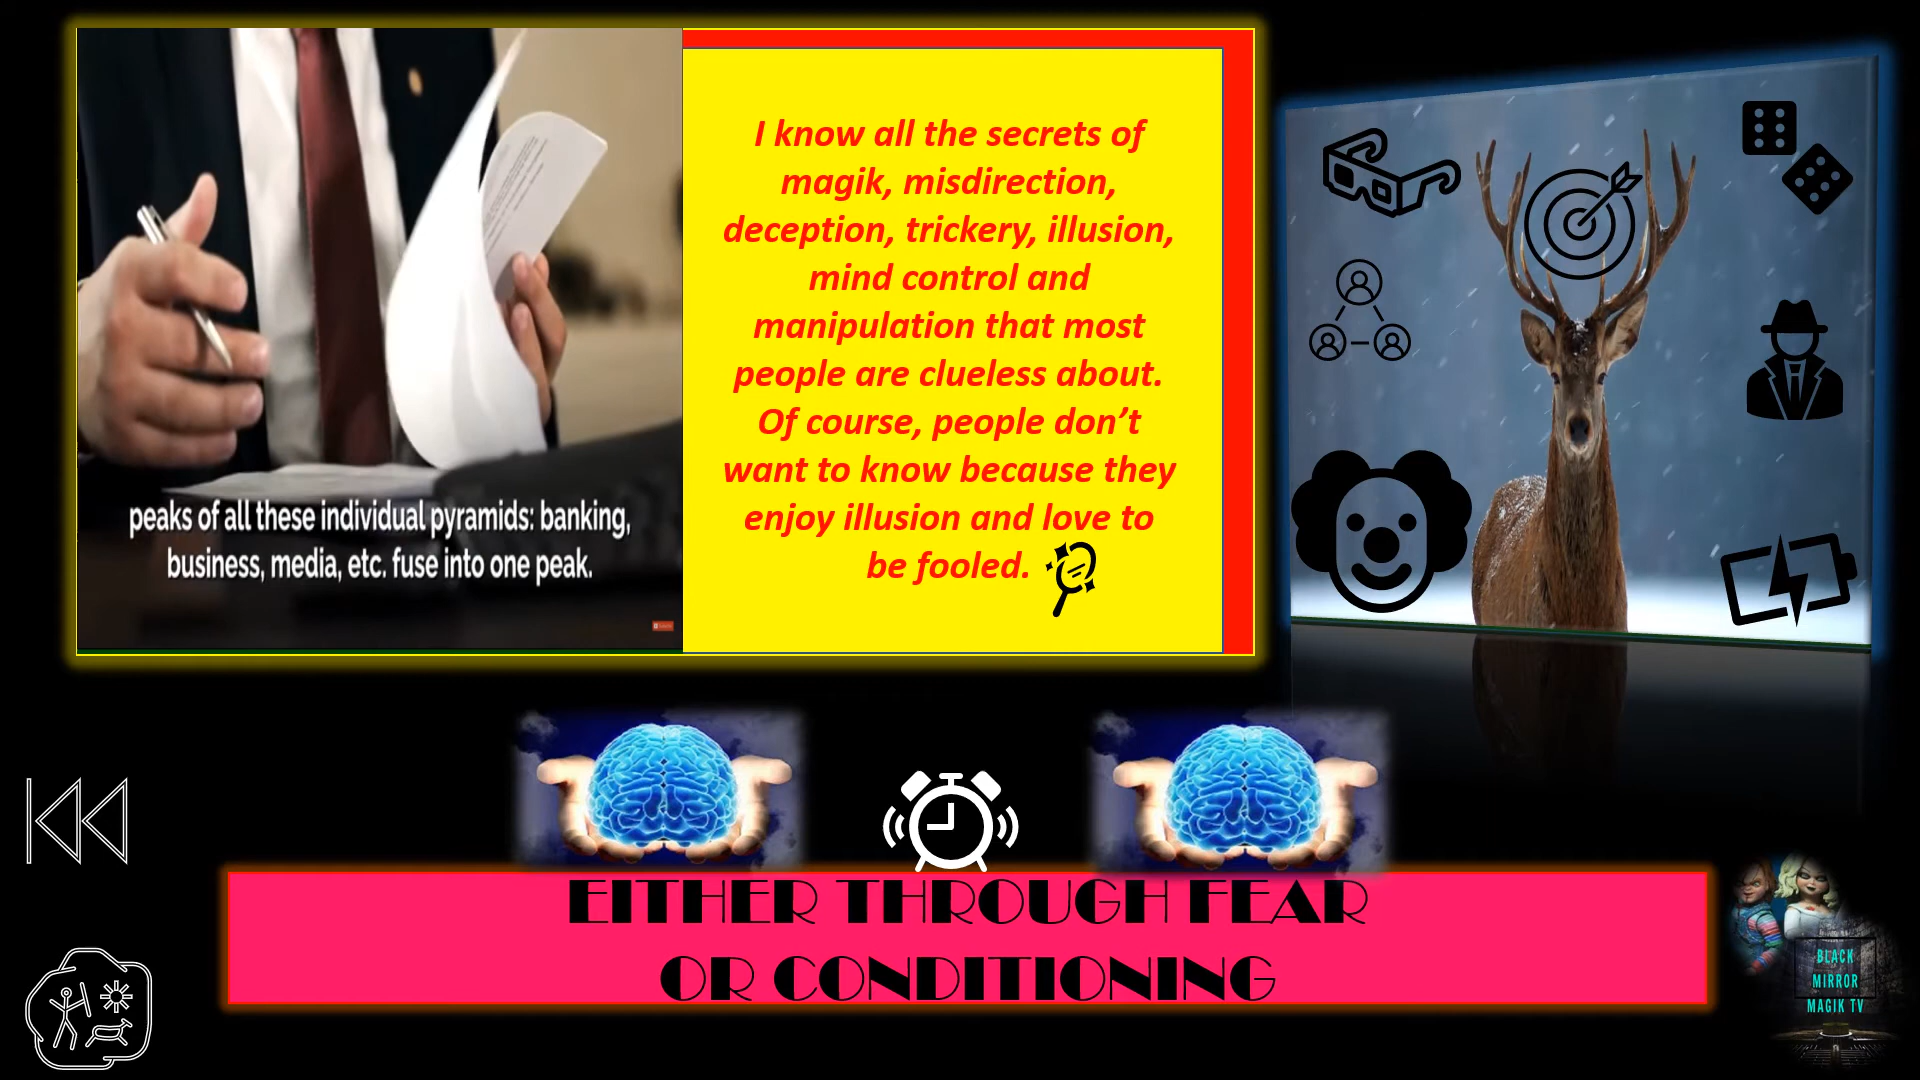 peaks of all these individual pyramids: banking,
business, media, etc. fuse into one peak.
I know all the secrets of
magik, misdirection,
deception, trickery, illusion,
mind control and
manipulation that most
people are clueless about.
Of course, people don’t
want to know because they
enjoy illusion and love to
be fooled.
EITHER THROUGH FEAR
OR CONDITIONING
BLACK
MIRROR
MAGIK TV